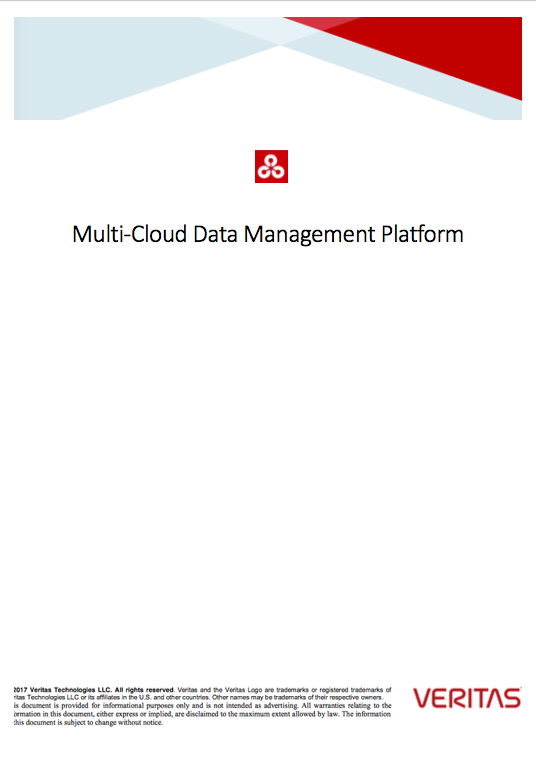 Multi-Cloud Data Management Platform
2017 Veritas Technologies LLC. All rights reserved. Veritas and the Veritas Logo are trademarks or registered trademarks of
ritas Technologies LLC or its affiliates in the U.S. and other countries. Other names may be trademarks of their respective owners.
is document is provided for informational purposes only and is not intended as advertising. All warranties relating to the
ormation in this document, either express or implied, are disclaimed to the maximum extent allowed by law. The information
this document is subject to change without notice.
VERITAS